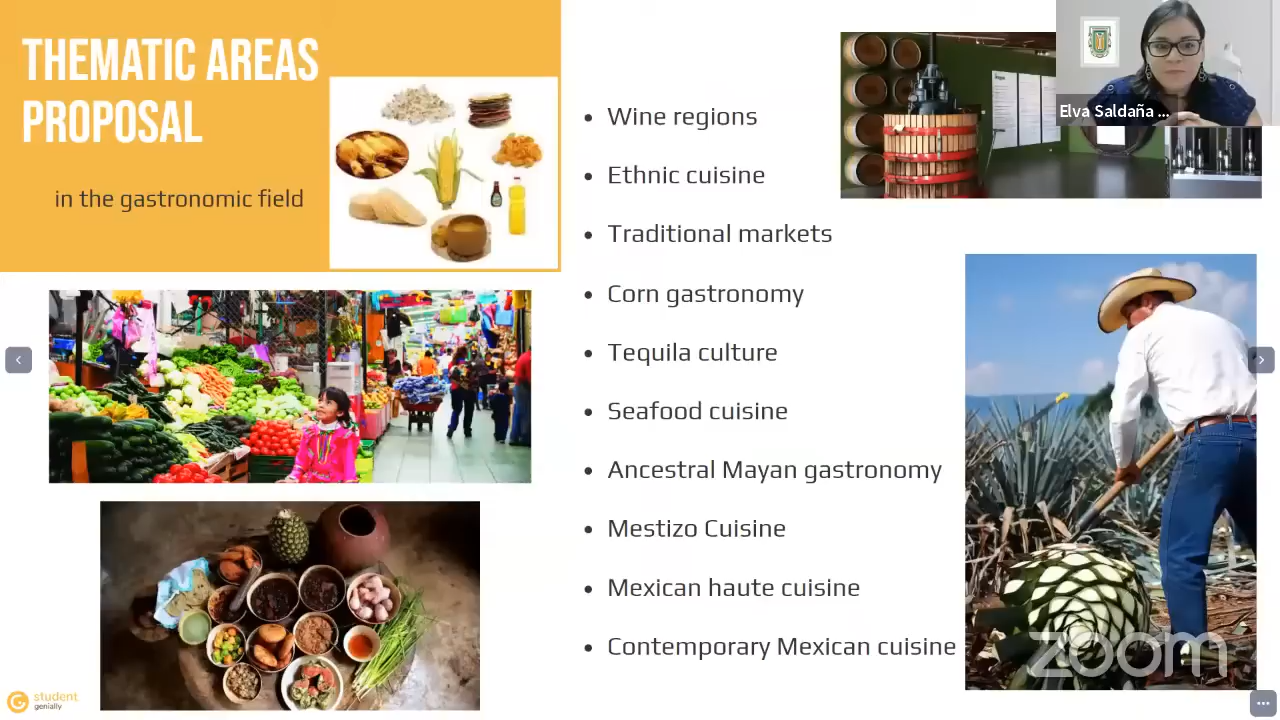 THEMATIC AREAS
PROPOSAL
in the gastronomic field
• Wine regions
• Ethnic cuisine
• Traditional markets
• Corn gastronomy
• Tequila culture
• Seafood cuisine
• Ancestral Mayan gastronomy
• Mestizo Cuisine
• Mexican haute cuisine
• Contemporary Mexican cuisine
Elva Saldaña ...
zoom
student
genially